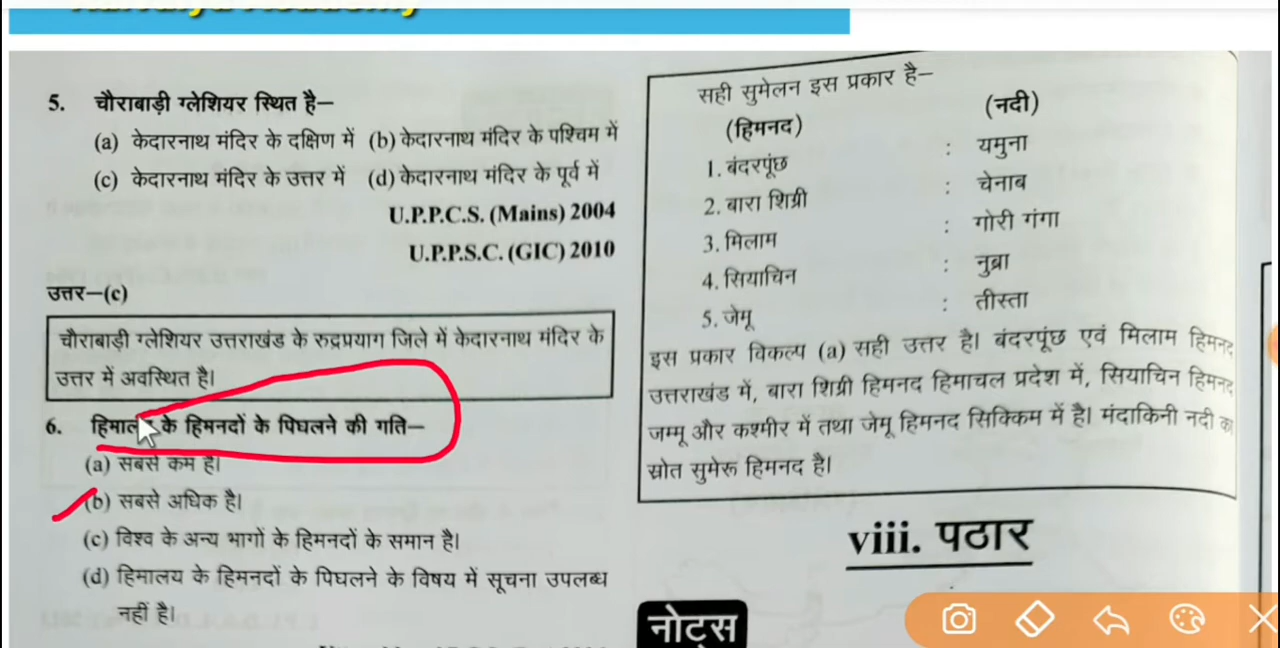 5. चौराबाड़ी ग्लेशियर स्थित है–
(a) केदारनाथ मंदिर के दक्षिण में (b) केदारनाथ मंदिर के पश्चिम में
(c) केदारनाथ मंदिर के उत्तर में (d) केदारनाथ मंदिर के पूर्व में
U.P.P.C.S. (Mains) 2004
U.P.P.S.C. (GIC) 2010
उत्तर–(c)
चौराबाड़ी ग्लेशियर उत्तराखंड के रुद्रप्रयाग जिले में केदारनाथ मंदिर के
उत्तर में अवस्थित है।
6. के हिमनदों के पिघलने की गति–
(a) सबसे कम है।
(b) सबसे अधिक है।
(c) विश्व के अन्य भागों के हिमनदों के समान है।
(d) हिमालय के हिमनदों के पिघलने के विषय में सूचना उपलब्ध
नहीं है।
सही सुमेलन इस प्रकार है–
(हिमनद) (नदी)
1. बंदरपूंछ : यमुना
2. बारा शिग्री : चेनाब
3. मिलाम : गोरी गंगा
4. सियाचिन : नुब्रा
5. जेमू : तीस्ता
इस प्रकार विकल्प (a) सही उत्तर है। बंदरपूंछ एवं मिलाम हिमनद
उत्तराखंड में, बारा शिग्री हिमनद हिमाचल प्रदेश में, सियाचिन हिमनद
जम्मू और कश्मीर में तथा जेमू हिमनद सिक्किम में है। मंदाकिनी नदी का
स्रोत सुमेरू हिमनद है।
viii. पठार
नोट्स